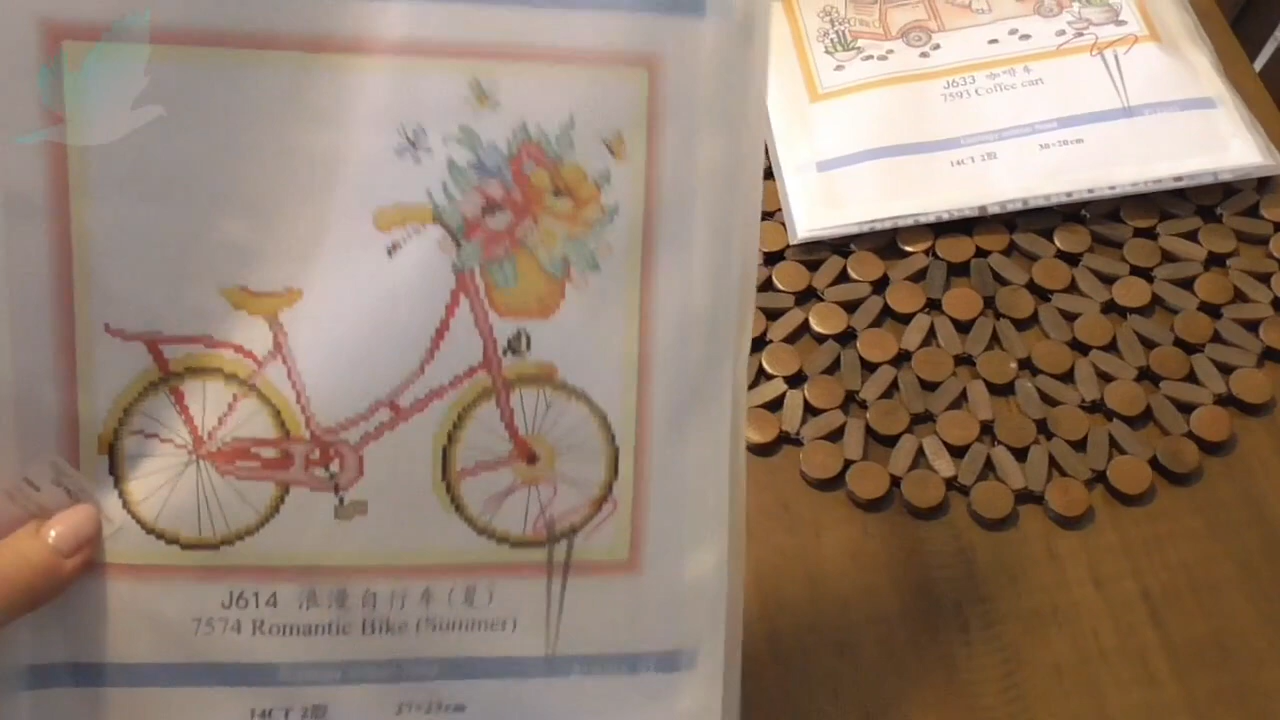 J614 浪漫自行车(夏)
7574 Romantic Bike (Summer)
14CT 2股
J633 咖啡车
7593 Coffee cart
14CT 2股 30×20cm